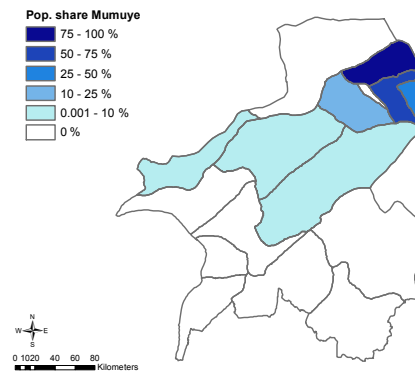 Pop. share Mumuye
75 - 100 %
50 - 75 %
25 - 50 %
10 - 25 %
0.001 - 10 %
0 %
N
W E
S
0 1020 40 60 80
Kilometers